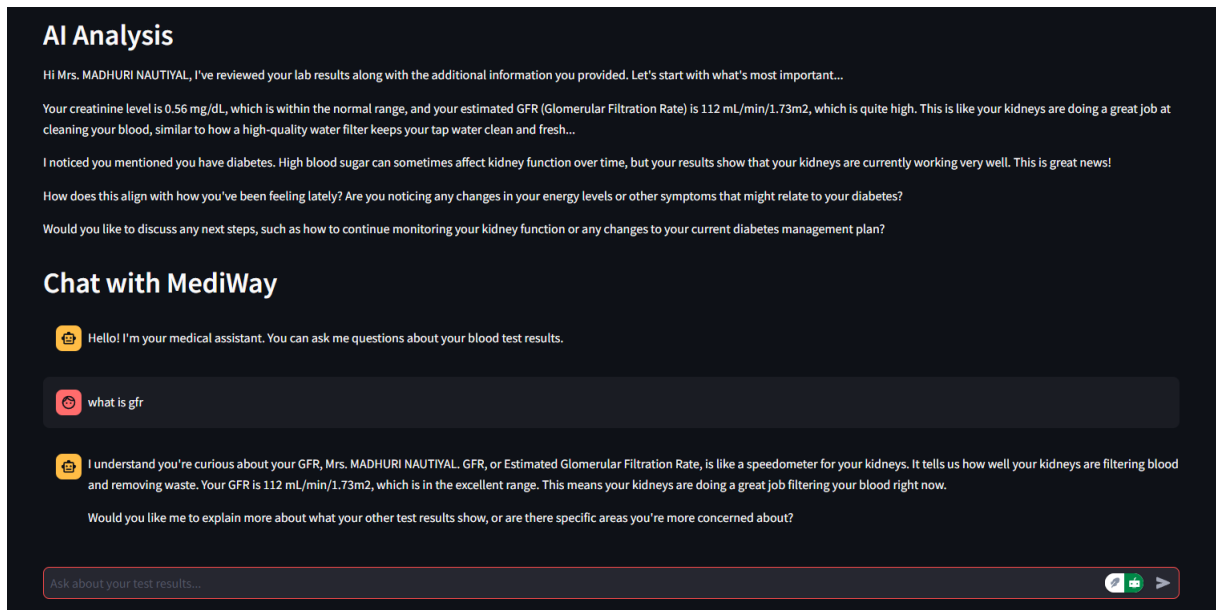 AI Analysis
Hi Mrs. MADHURI NAUTIYAL, I've reviewed your lab results along with the additional information you provided. Let's start with what's most important...
Your creatinine level is 0.56 mg/dL, which is within the normal range, and your estimated GFR (Glomerular Filtration Rate) is 112 mL/min/1.73m2, which is quite high. This is like your kidneys are doing a great job at
cleaning your blood, similar to how a high-quality water filter keeps your tap water clean and fresh...
I noticed you mentioned you have diabetes. High blood sugar can sometimes affect kidney function over time, but your results show that your kidneys are currently working very well. This is great news!
How does this align with how you've been feeling lately? Are you noticing any changes in your energy levels or other symptoms that might relate to your diabetes?
Would you like to discuss any next steps, such as how to continue monitoring your kidney function or any changes to your current diabetes management plan?
Chat with MediWay
Hello! I'm your medical assistant. You can ask me questions about your blood test results.
what is gfr
I understand you're curious about your GFR, Mrs. MADHURI NAUTIYAL. GFR, or Estimated Glomerular Filtration Rate, is like a speedometer for your kidneys. It tells us how well your kidneys are filtering blood
and removing waste. Your GFR is 112 mL/min/1.73m2, which is in the excellent range. This means your kidneys are doing a great job filtering your blood right now.
Would you like me to explain more about what your other test results show, or are there specific areas you're more concerned about?
Ask about your test results...